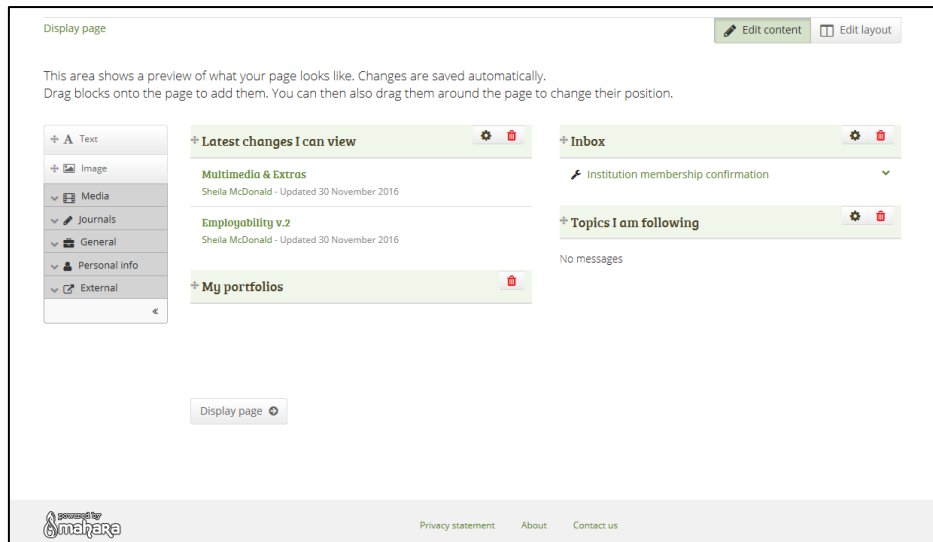 Display page
Edit content
Edit layout
This area shows a preview of what your page looks like. Changes are saved automatically.
Drag blocks onto the page to add them. You can then also drag them around the page to change their position.
Text
Image
Media
Journals
General
Personal info
External
«
Latest changes I can view
Multimedia & Extras
Sheila McDonald - Updated 30 November 2016
Employability v.2
Sheila McDonald - Updated 30 November 2016
My portfolios
Inbox
Institution membership confirmation
Topics I am following
No messages
Display page
powered by
mahara
Privacy statement About Contact us